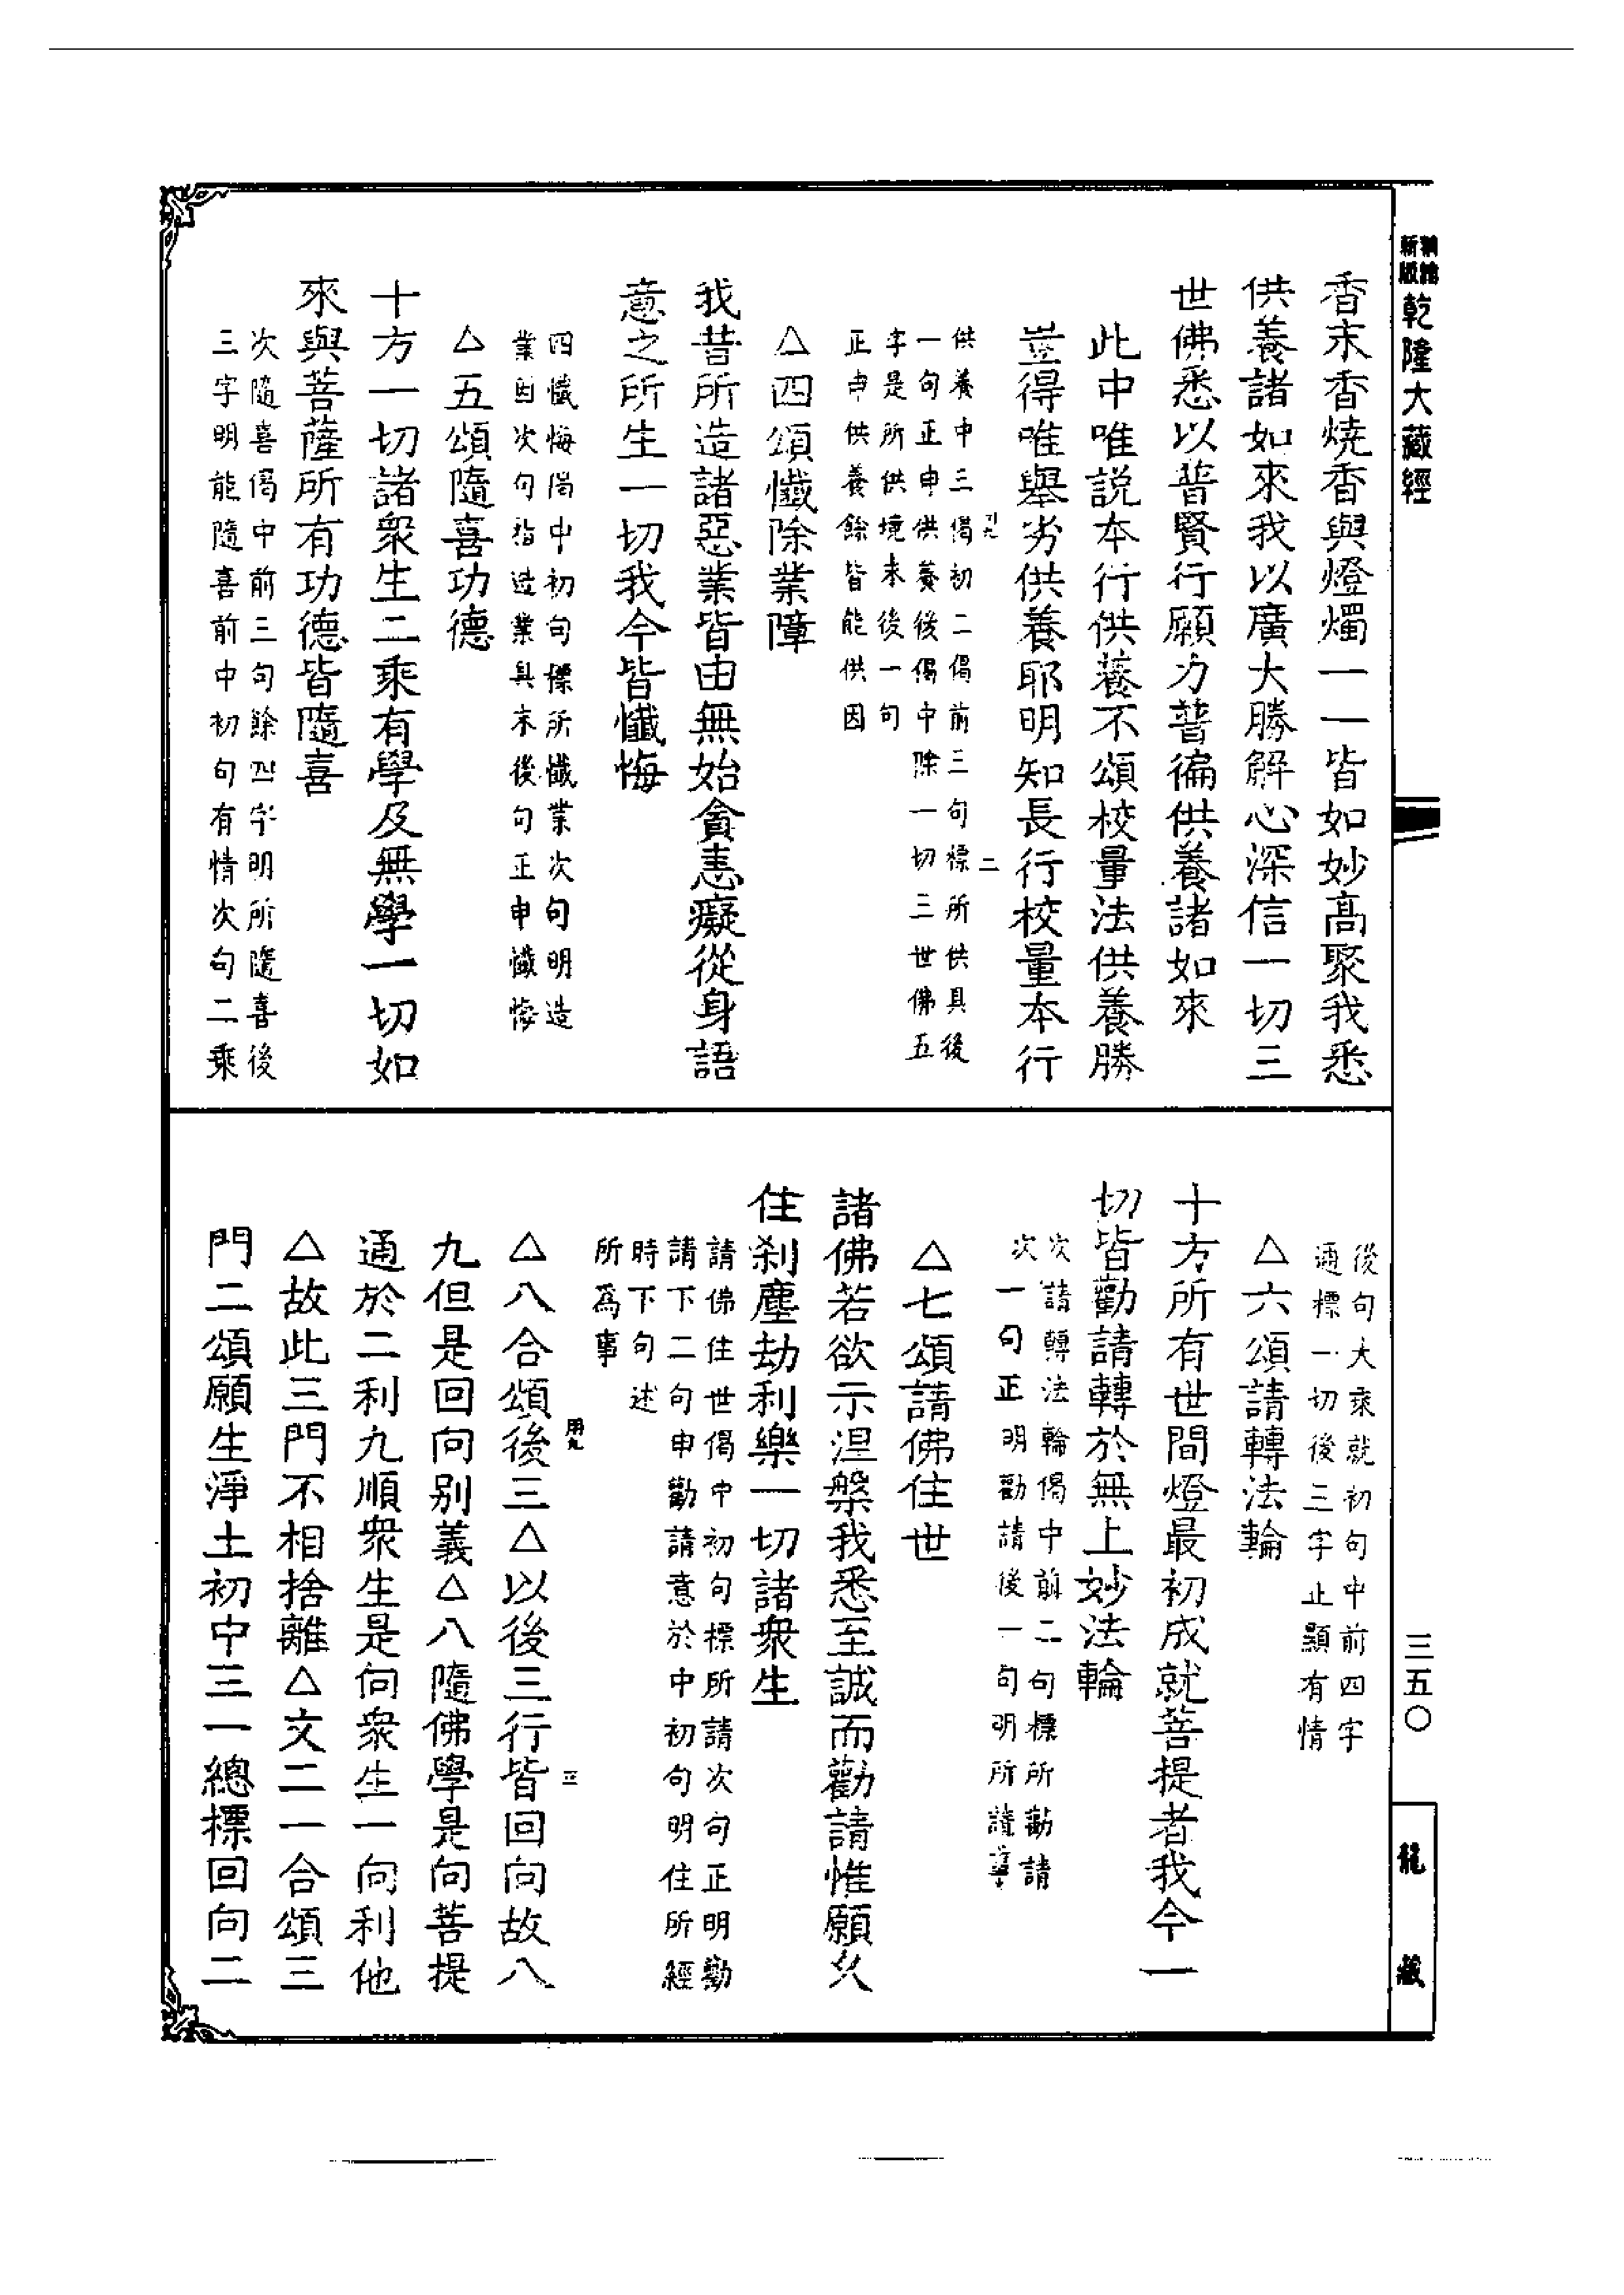 新版
精縮
乾隆大藏經
三五〇
龍藏
香末香燒香與燈燭一一皆如妙高聚我悉
供養諸如來我以廣大勝解心深信一切三
世佛悉以普賢行願力普徧供養諸如來
此中唯説本行供養不頌校量法供養勝
豈得唯舉劣供養耶明知長行校量本行
供養中三偈初二偈前三句標所供具後
一句正申供養後偈中除一切三世佛五
字是所供境末後一句
正申供養餘皆能供因
二
△四頌懺除業障
我昔所造諸惡業皆由無始貪恚癡從身語
意之所生一切我今皆懺悔
四懺悔偈中初句標所懺業次句明造
業因次句指造業具末後句正申懺悔
△五頌隨喜功德
十方一切諸衆生二乘有學及無學一切如
來與菩薩所有功德皆隨喜
次隨喜偈中前三句餘四字明所隨喜後
三字明能隨喜前中初句有情次句二乘
後句大乘就初句中前四字
通標一切後三字止顯有情
△六頌請轉法輪
十方所有世間燈最初成就菩提者我今一
切皆勸請轉於無上妙法輪
次請轉法輪偈中前二句標所勸請
次一句正明勸請後一句明所請事
△七頌請佛住世
諸佛若欲示涅槃我悉至誠而勸請惟願久
住刹塵劫利樂一切諸衆生
請佛住世偈中初句標所請次句正明勸
請下二句申勸請意於中初句明住所經
時下句述
所爲事
△八合頌後三△以後三行皆回向故八
九但是回向别義△八隨佛學是向菩提
通於二利九順衆生是向衆生一向利他
△故此三門不相捨離△文二一合頌三
門二頌願生淨土初中三一總標回向二
三